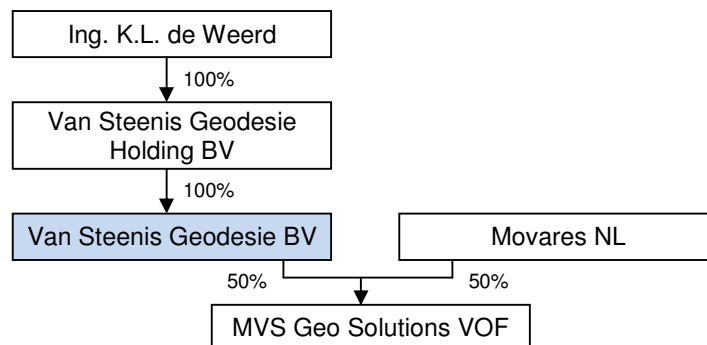 Ing. K.L. de Weerd
100%
Van Steenis Geodesie
Holding BV
100%
Van Steenis Geodesie BV
Movares NL
50%
50%
MVS Geo Solutions VOF